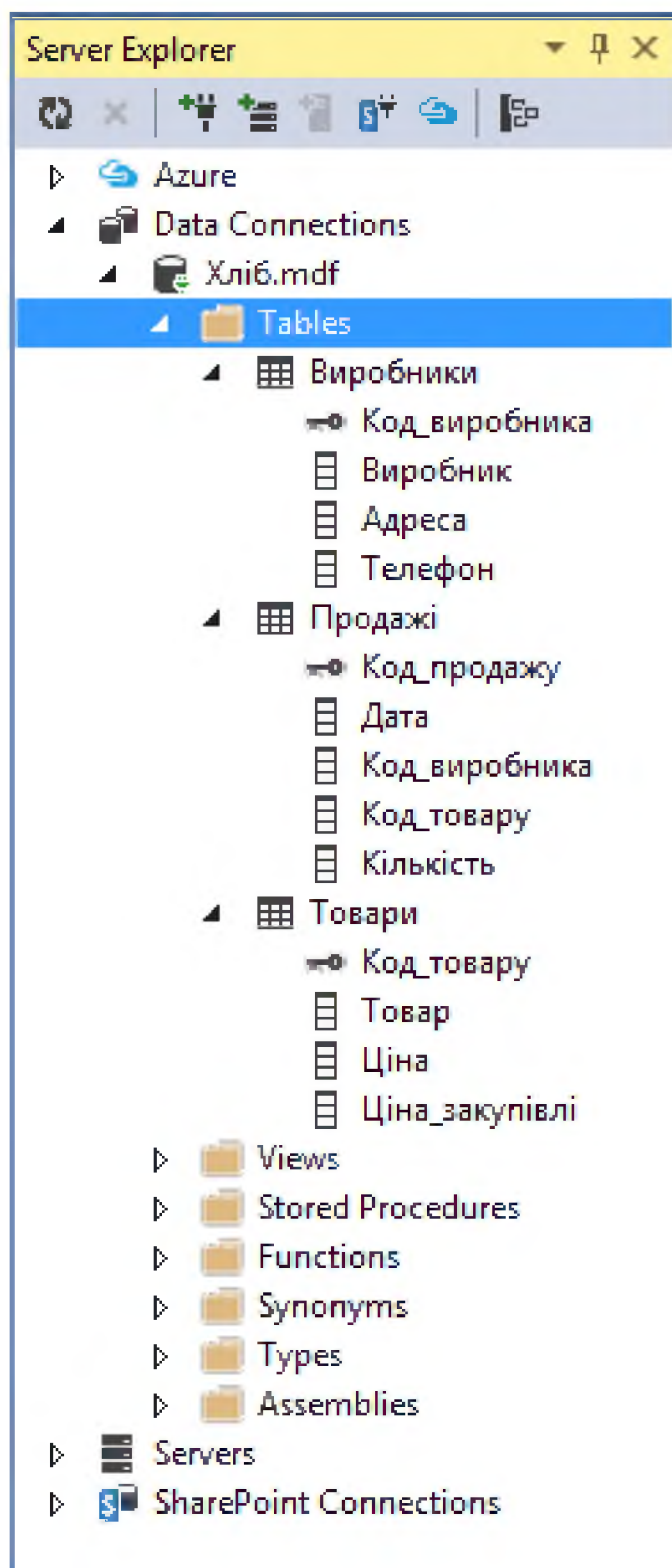 Server Explorer
Azure
Data Connections
Хліб.mdf
Tables
Виробники
Код_виробника
Виробник
Адреса
Телефон
Продажі
Код_продажу
Дата
Код_виробника
Код_товару
Кількість
Товари
Код_товару
Товар
Ціна
Ціна_закупівлі
Views
Stored Procedures
Functions
Synonyms
Types
Assemblies
Servers
SharePoint Connections